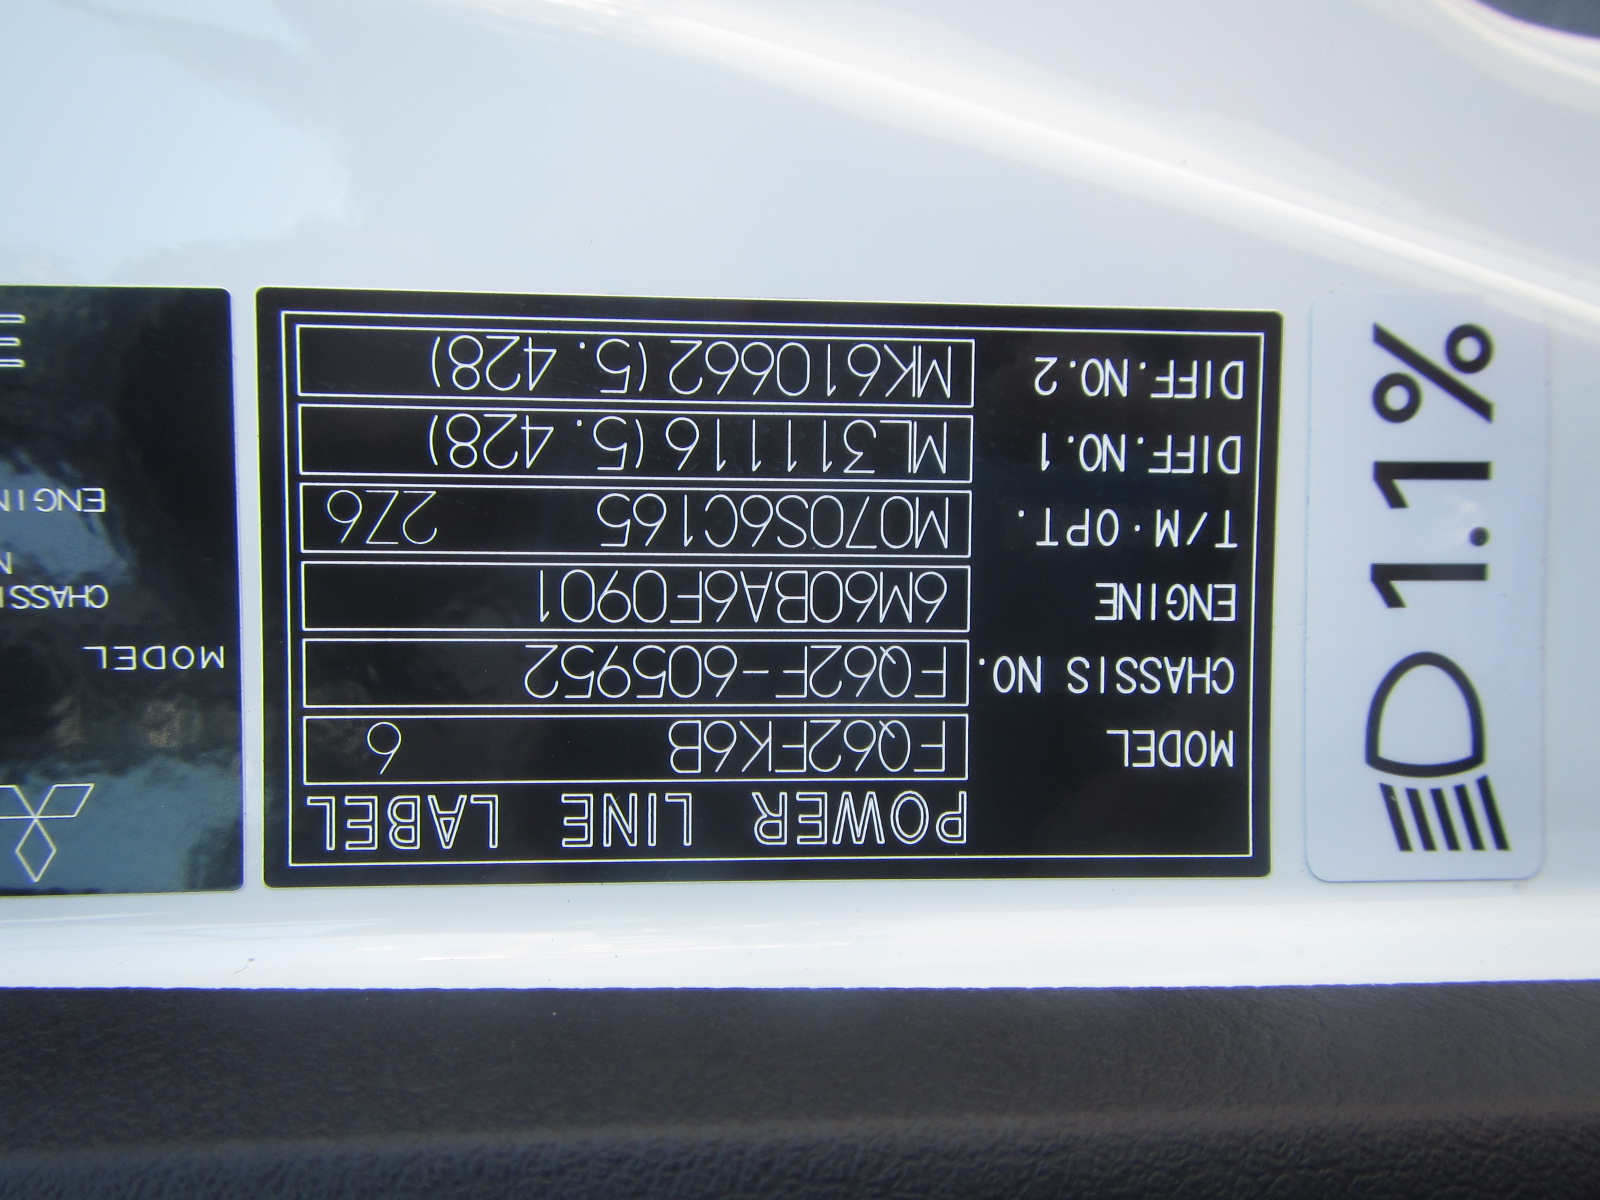 1.1%
POWER LINE LABEL
MODEL FQ62FK6B 6
CHASSIS NO. FQ62F-605952
ENGINE 6M60BA6F0901
T/M·OPT. M070S6C165 2Z6
DIFF.NO.1 ML311116(5.428)
DIFF.NO.2 MK610662(5.428)
MODEL